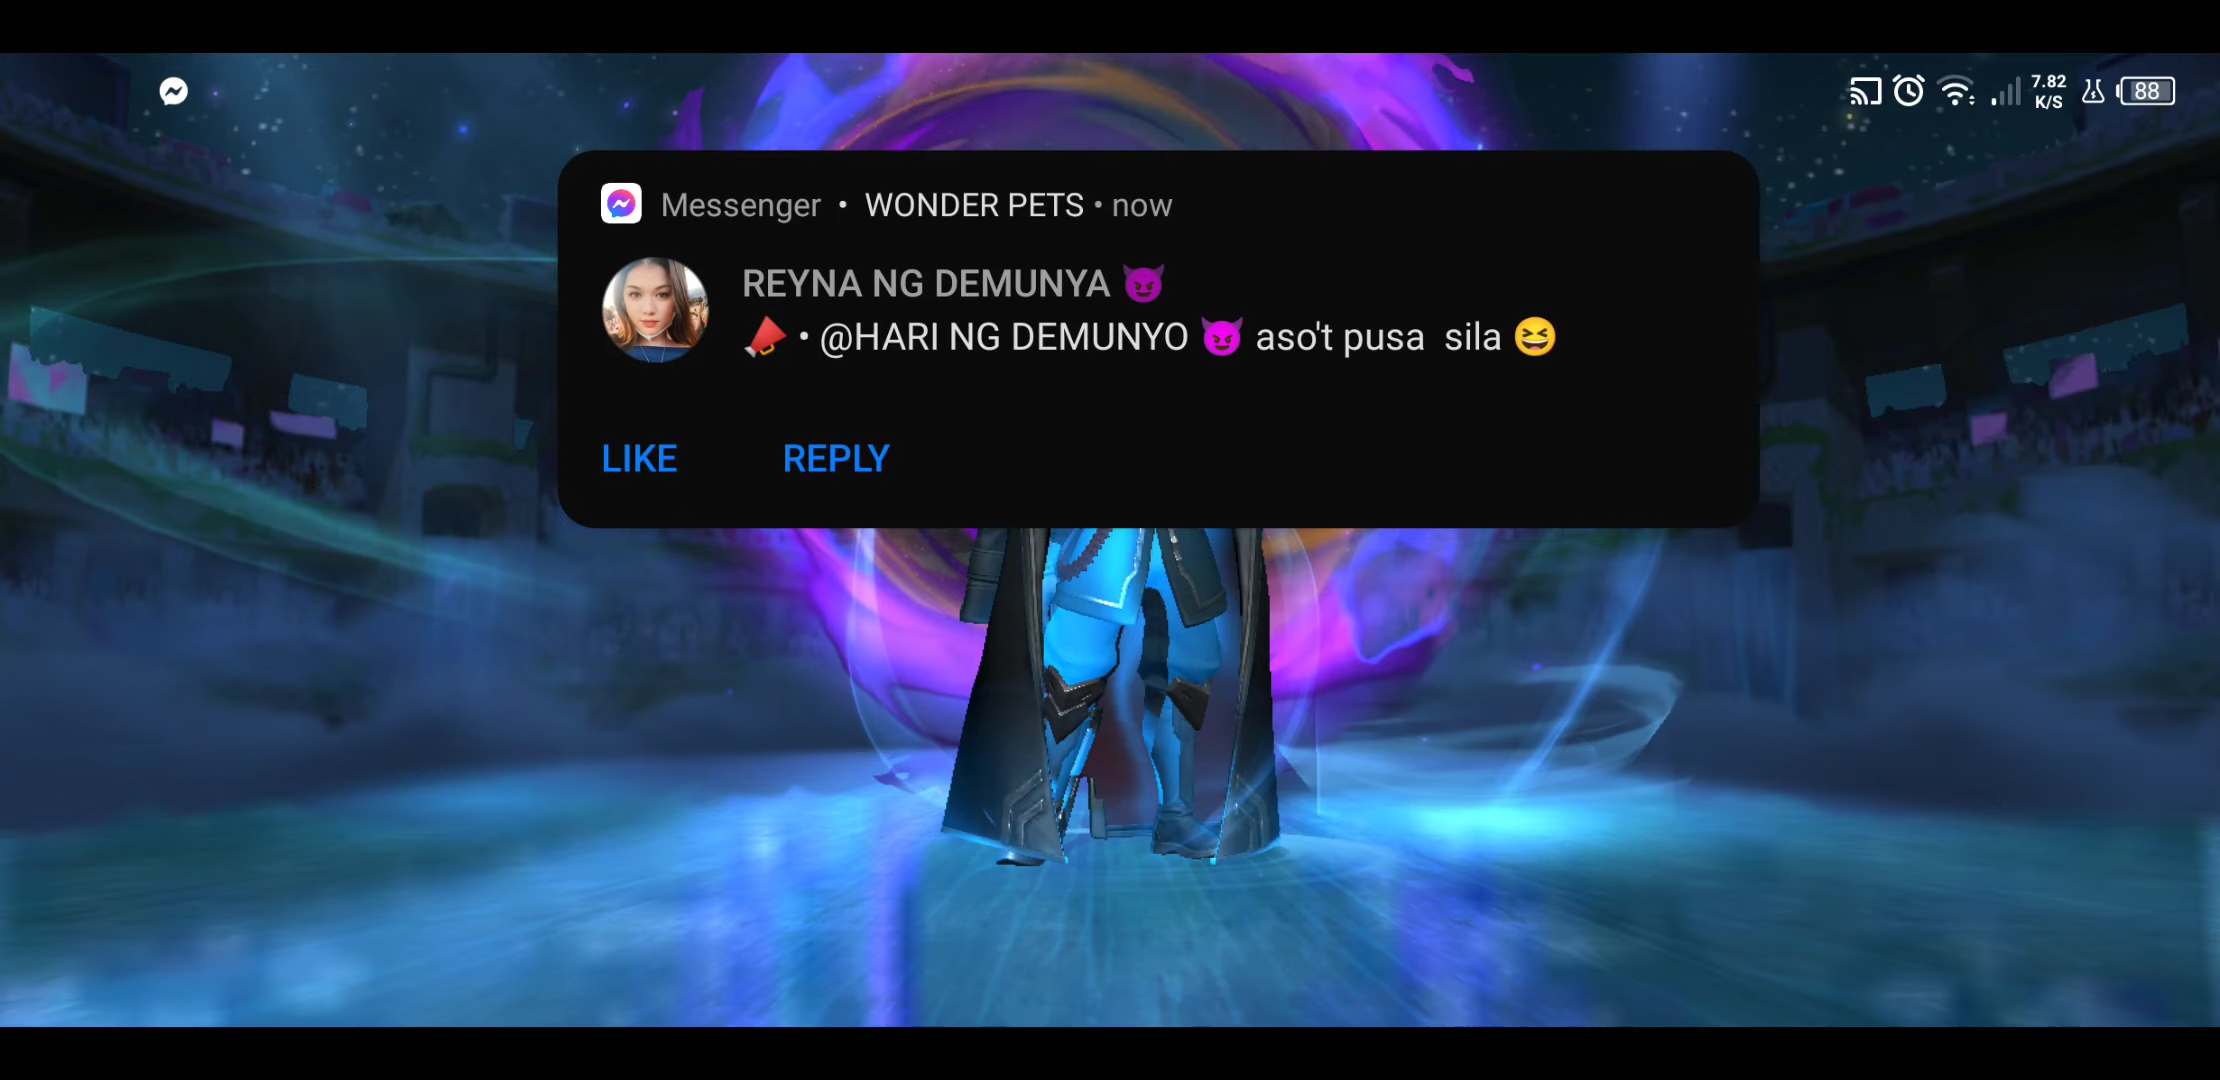 7.82
K/S
88
Messenger • WONDER PETS • now
REYNA NG DEMUNYA 😈
📣 • @HARI NG DEMUNYO 😈 aso't pusa  sila 😆
LIKE REPLY